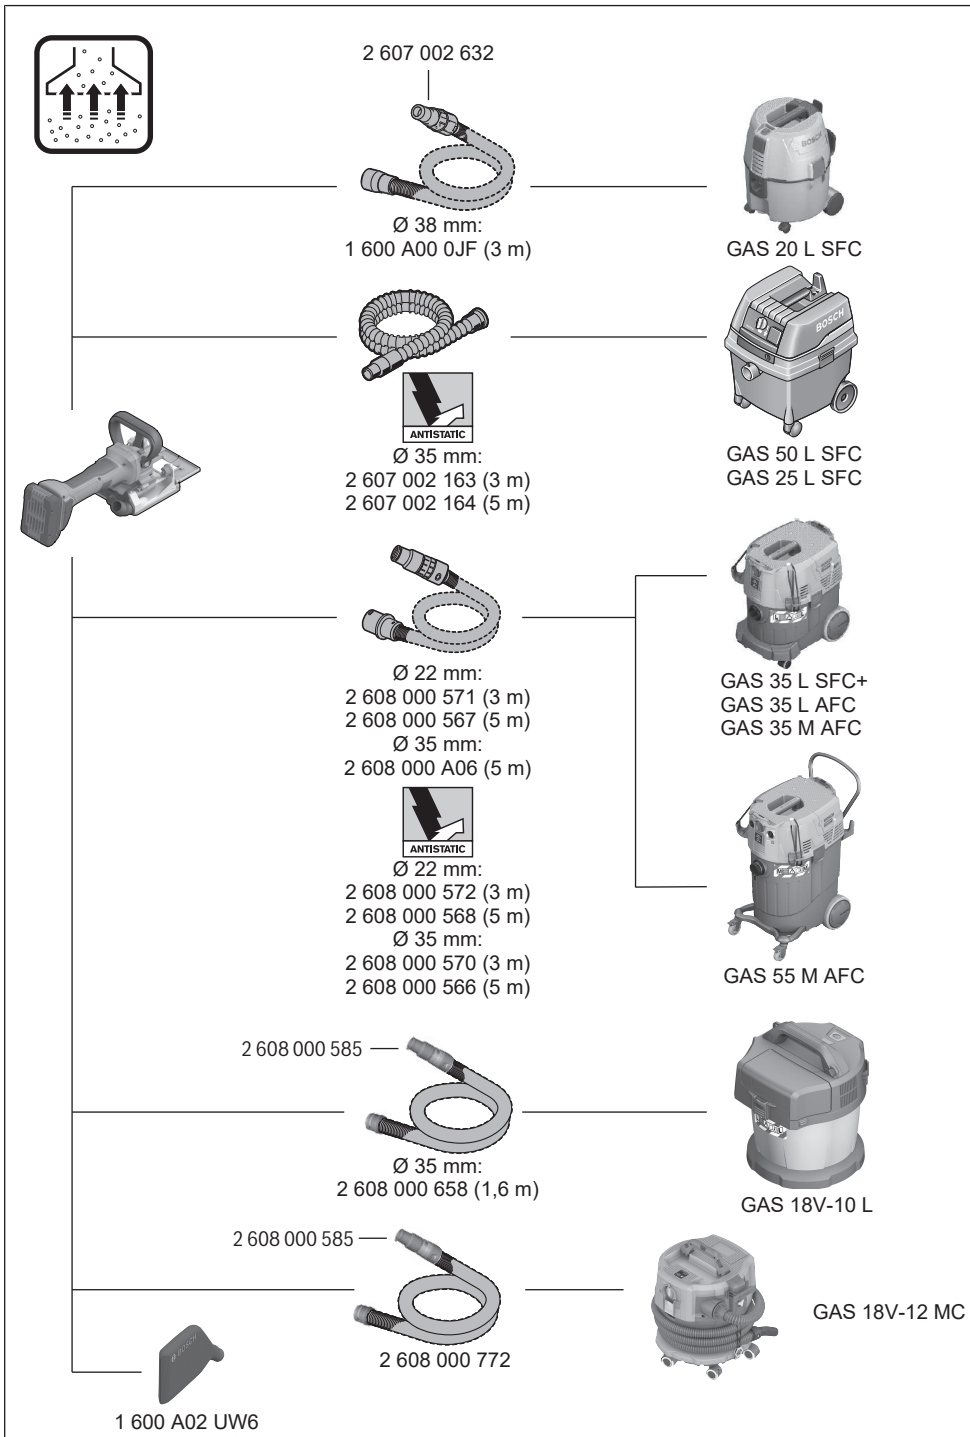 2 607 002 632
BOSCH
Ø 38 mm:
1 600 A00 0JF (3 m)
GAS 20 L SFC
BOSCH
ANTISTATIC
Ø 35 mm:
2 607 002 163 (3 m)
2 607 002 164 (5 m)
GAS 50 L SFC
GAS 25 L SFC
Ø 22 mm:
2 608 000 571 (3 m)
2 608 000 567 (5 m)
Ø 35 mm:
2 608 000 A06 (5 m)
GAS 35 L SFC+
GAS 35 L AFC
GAS 35 M AFC
ANTISTATIC
Ø 22 mm:
2 608 000 572 (3 m)
2 608 000 568 (5 m)
Ø 35 mm:
2 608 000 570 (3 m)
2 608 000 566 (5 m)
GAS 55 M AFC
2 608 000 585
Ø 35 mm:
2 608 000 658 (1,6 m)
GAS 18V-10 L
2 608 000 585
2 608 000 772
GAS 18V-12 MC
BOSCH
1 600 A02 UW6